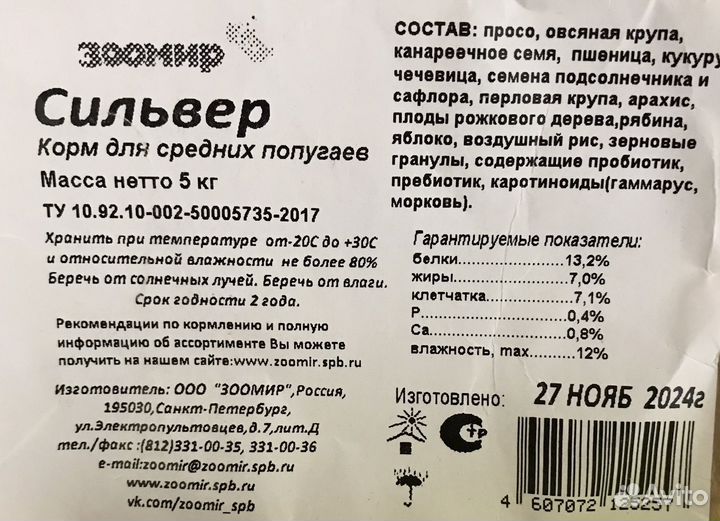 ЗООМИР
Сильвер
Корм для средних попугаев
Масса нетто 5 кг
ТУ 10.92.10-002-50005735-2017
Хранить при температуре от-20С до +30С
и относительной влажности не более 80%
Беречь от солнечных лучей. Беречь от влаги.
Срок годности 2 года.
Рекомендации по кормлению и полную
информацию об ассортименте Вы можете
получить на нашем сайте:www.zoomir.spb.ru
Изготовитель: ООО "ЗООМИР",Россия,
195030,Санкт-Петербург,
ул.Электропультовцев,д.7,лит.Д
тел./факс :(812)331-00-35, 331-00-36
e-mail:zoomir@zoomir.spb.ru
www.zoomir.spb.ru
vk.com/zoomir_spb
СОСТАВ: просо, овсяная крупа,
канареечное семя, пшеница, кукуру
чечевица, семена подсолнечника и
сафлора, перловая крупа, арахис,
плоды рожкового дерева,рябина,
яблоко, воздушный рис, зерновые
гранулы, содержащие пробиотик,
пребиотик, каротиноиды(гаммарус,
морковь).
Гарантируемые показатели:
белки.....................13,2%
жиры.....................7,0%
клетчатка...............7,1%
Р...........................0,4%
Са.........................0,8%
влажность, max.......12%
Изготовлено: 27 НОЯБ 2024г
Стр
4 607072
Avito